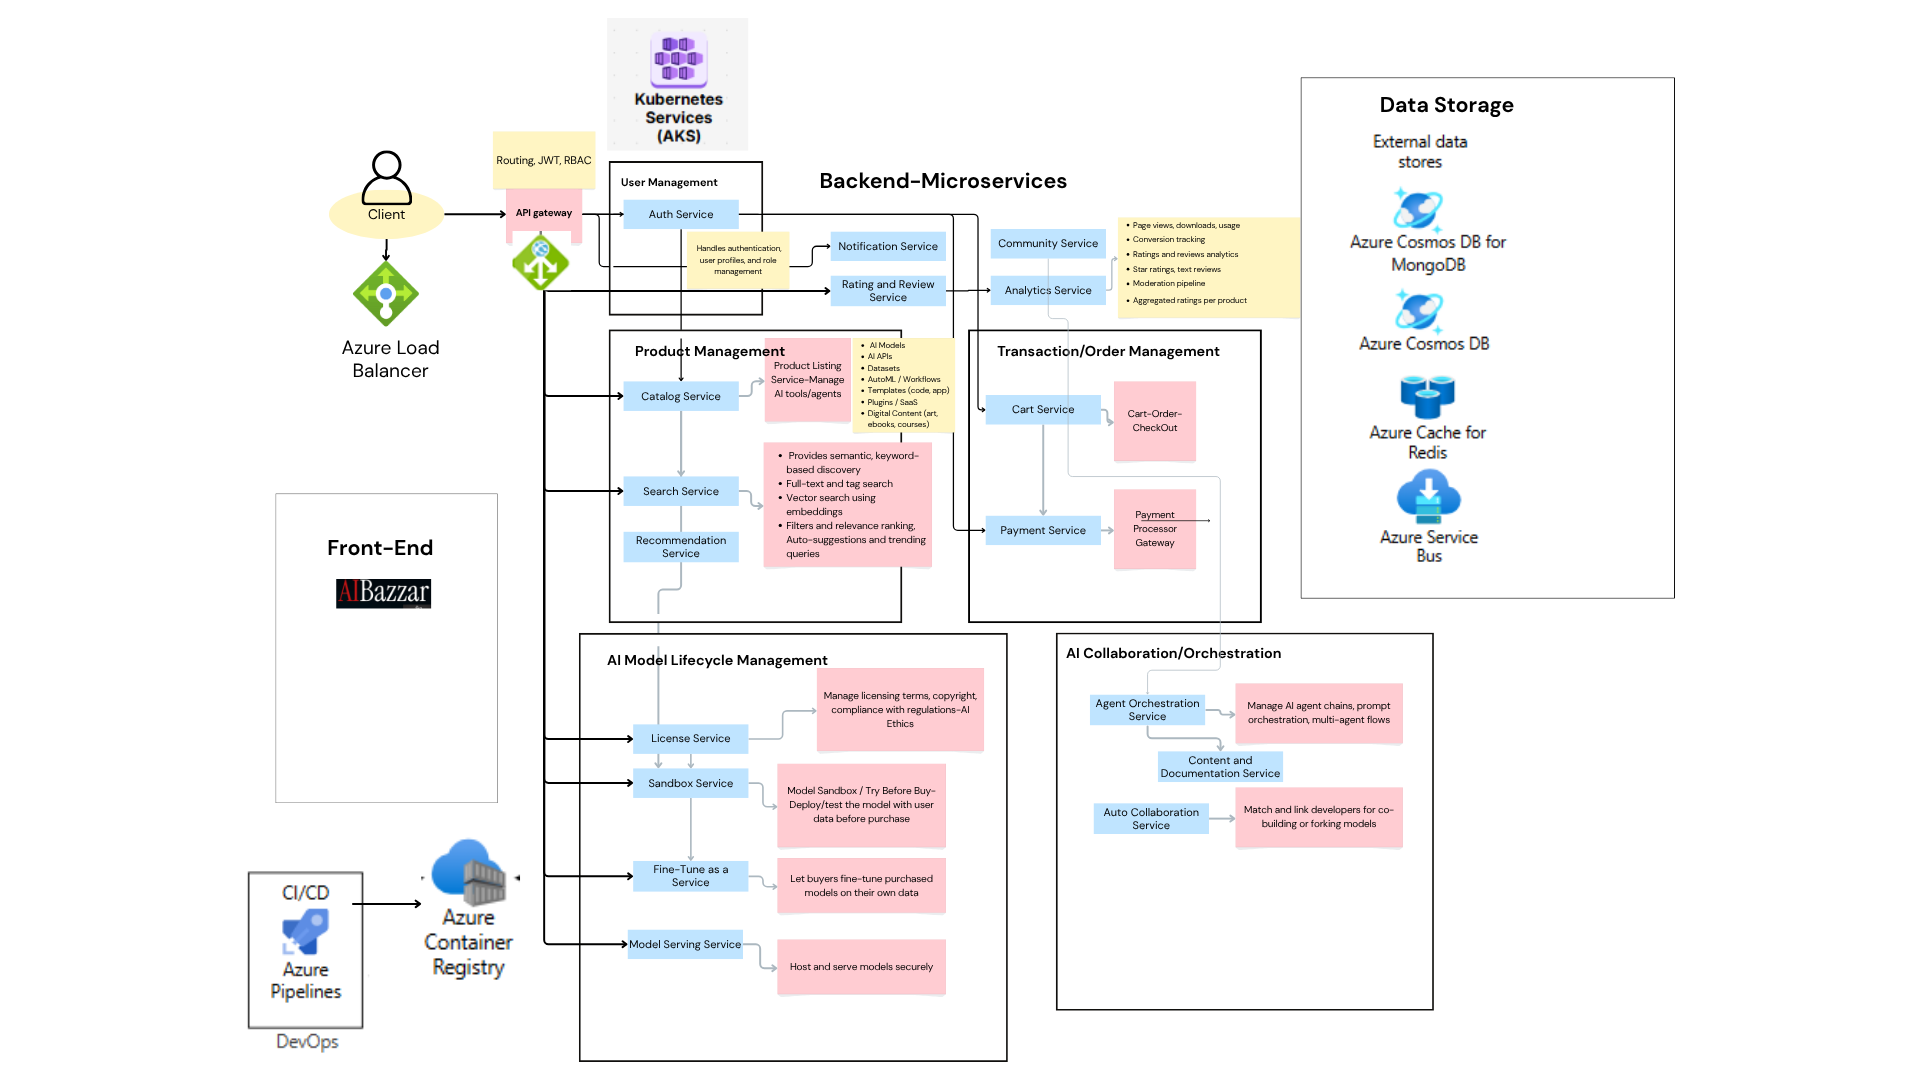 Kubernetes
Services
(AKS)
Routing, JWT, RBAC
Client
API gateway
Azure Load
Balancer
User Management
Auth Service
Handles authentication,
user profiles, and role
management
Backend-Microservices
Notification Service
Rating and Review
Service
Community Service
Analytics Service
• Page views, downloads, usage
• Conversion tracking
• Ratings and reviews analytics
• Star ratings, text reviews
• Moderation pipeline
• Aggregated ratings per product
Data Storage
External data
stores
Azure Cosmos DB for
MongoDB
Azure Cosmos DB
Azure Cache for
Redis
Azure Service
Bus
Product Management
Catalog Service
Product Listing
Service-Manage
AI tools/agents
• AI Models
• AI APIs
• Datasets
• AutoML / Workflows
• Templates (code, app)
• Plugins / SaaS
• Digital Content (art,
ebooks, courses)
Search Service
• Provides semantic, keyword-
based discovery
• Full-text and tag search
• Vector search using
embeddings
• Filters and relevance ranking,
Auto-suggestions and trending
queries
Recommendation
Service
Transaction/Order Management
Cart Service
Cart-Order-
CheckOut
Payment Service
Payment
Processor
Gateway
Front-End
AIBazzar
AI Model Lifecycle Management
License Service
Manage licensing terms, copyright,
compliance with regulations-AI
Ethics
Sandbox Service
Model Sandbox / Try Before Buy-
Deploy/test the model with user
data before purchase
Fine-Tune as a
Service
Let buyers fine-tune purchased
models on their own data
Model Serving Service
Host and serve models securely
AI Collaboration/Orchestration
Agent Orchestration
Service
Manage AI agent chains, prompt
orchestration, multi-agent flows
Content and
Documentation Service
Auto Collaboration
Service
Match and link developers for co-
building or forking models
CI/CD
Azure
Pipelines
DevOps
Azure
Container
Registry